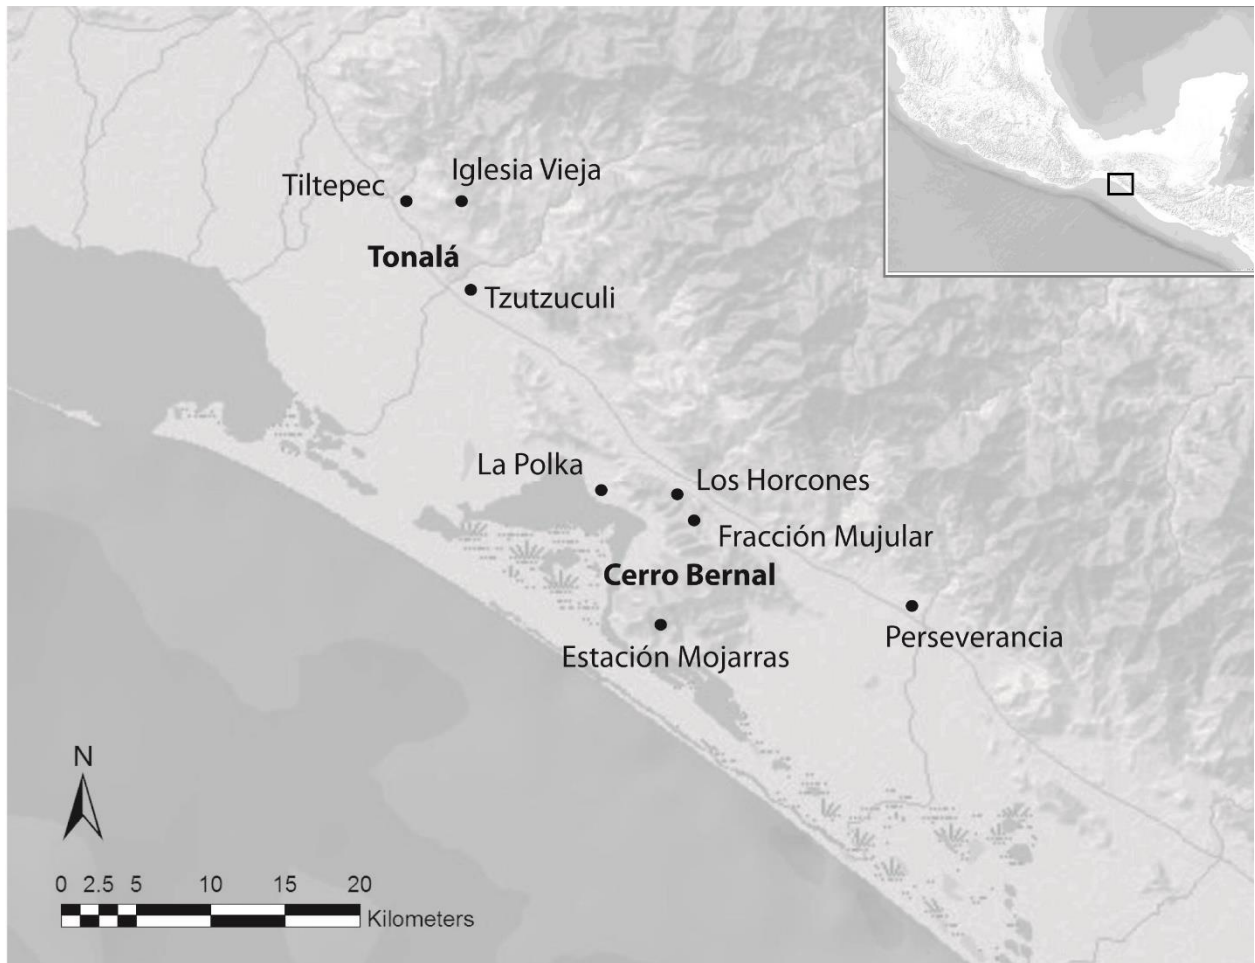 Iglesia Vieja
Tiltepec
Tonalá
Tzutzuculi
La Polka
Los Horcones
Fracción Mujular
Cerro Bernal
Perseverancia
Estación Mojarras
N
0 2.5 5 10 15 20
Kilometers